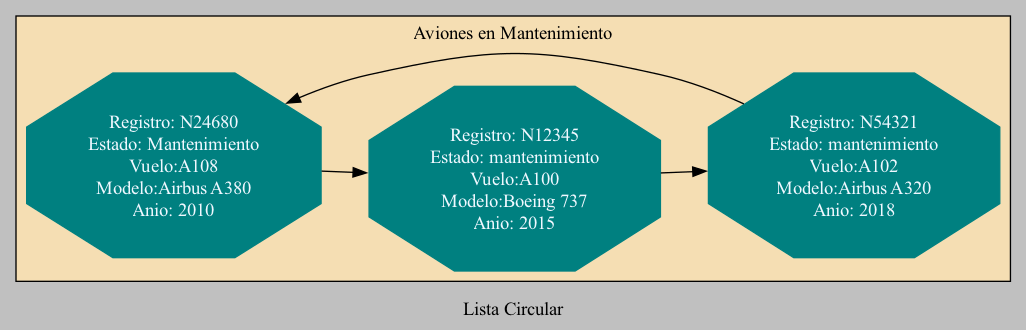 Aviones en Mantenimiento
Registro: N24680
Estado: Mantenimiento
Vuelo:A108
Modelo:Airbus A380
Anio: 2010
Registro: N12345
Estado: mantenimiento
Vuelo:A100
Modelo:Boeing 737
Anio: 2015
Registro: N54321
Estado: mantenimiento
Vuelo:A102
Modelo:Airbus A320
Anio: 2018
Lista Circular